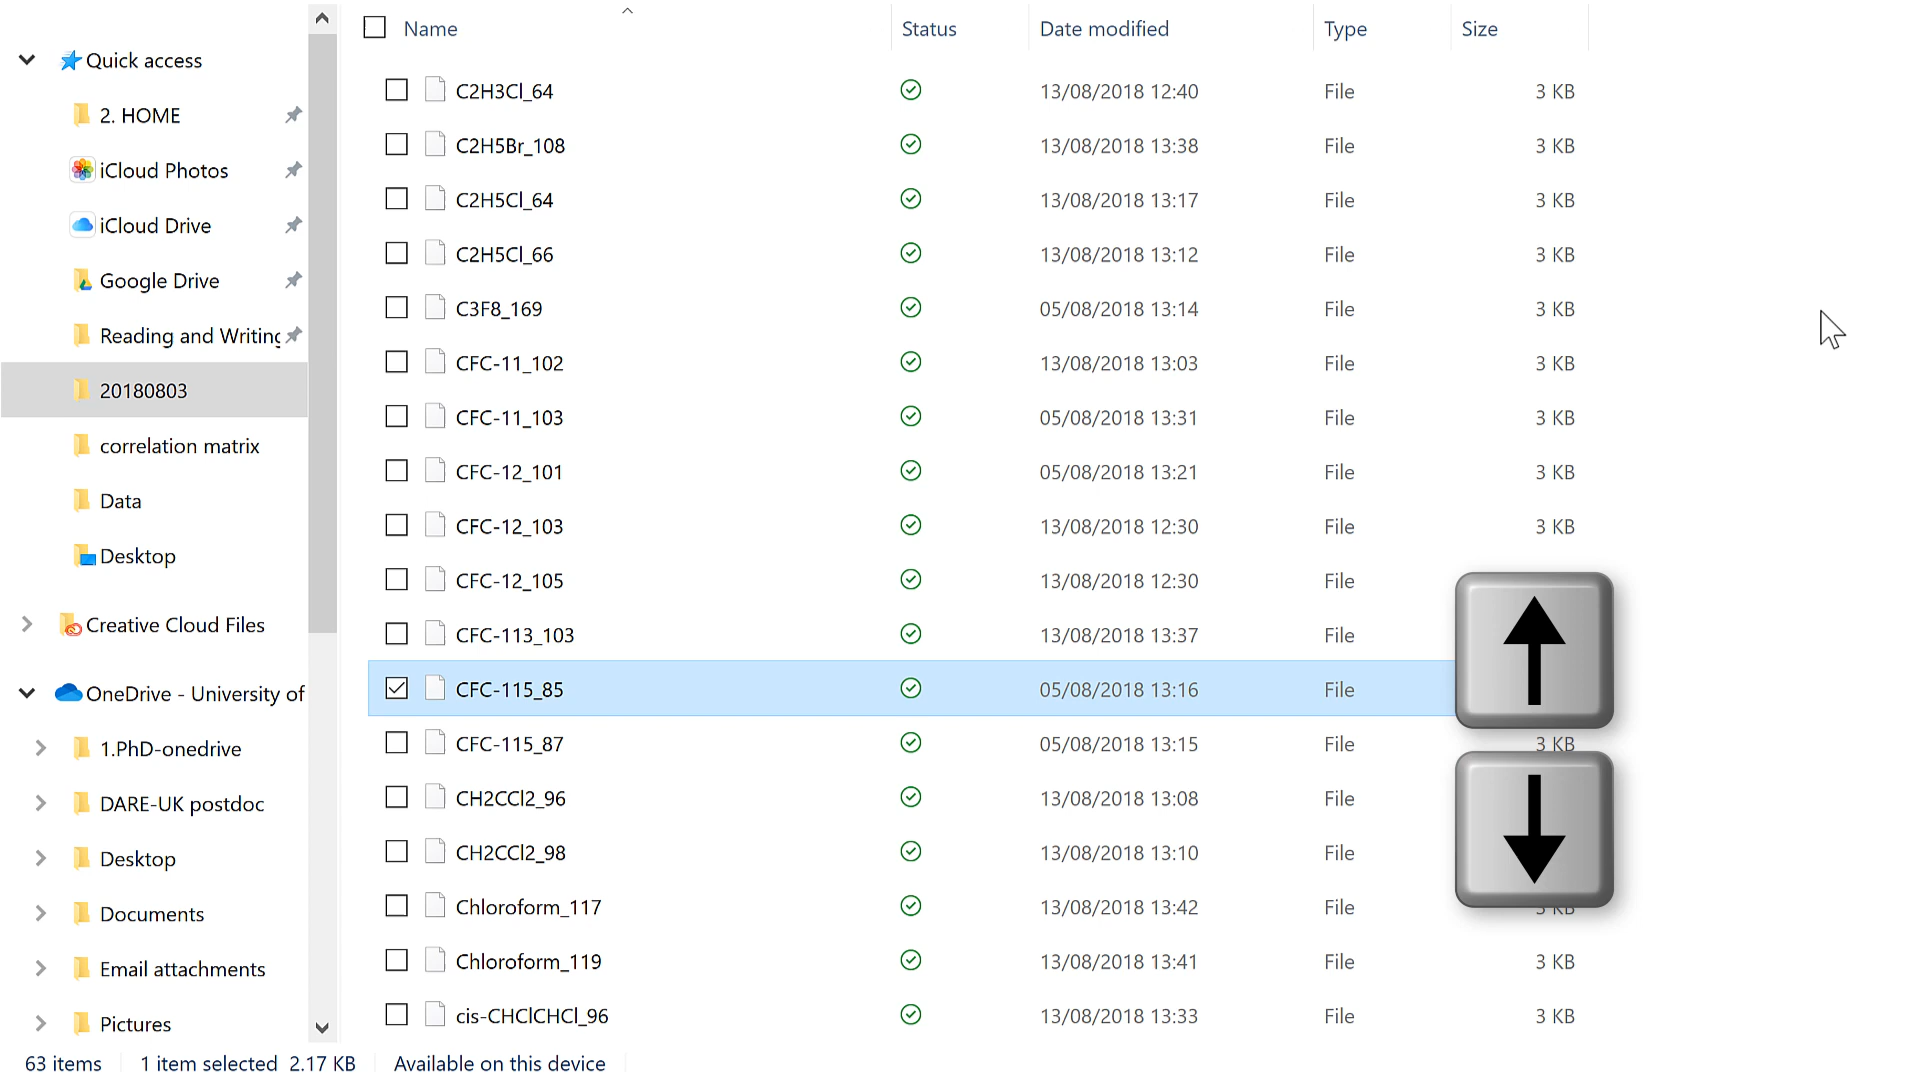 Name Status Date modified Type Size
Quick access
2. HOME
iCloud Photos
iCloud Drive
Google Drive
Reading and Writing
20180803
correlation matrix
Data
Desktop
Creative Cloud Files
OneDrive - University of
1.PhD-onedrive
DARE-UK postdoc
Desktop
Documents
Email attachments
Pictures
C2H3Cl_64 13/08/2018 12:40 File 3 KB
C2H5Br_108 13/08/2018 13:38 File 3 KB
C2H5Cl_64 13/08/2018 13:17 File 3 KB
C2H5Cl_66 13/08/2018 13:12 File 3 KB
C3F8_169 05/08/2018 13:14 File 3 KB
CFC-11_102 13/08/2018 13:03 File 3 KB
CFC-11_103 05/08/2018 13:31 File 3 KB
CFC-12_101 05/08/2018 13:21 File 3 KB
CFC-12_103 13/08/2018 12:30 File 3 KB
CFC-12_105 13/08/2018 12:30 File
CFC-113_103 13/08/2018 13:37 File
CFC-115_85 05/08/2018 13:16 File
CFC-115_87 05/08/2018 13:15 File 3 KB
CH2CCl2_96 13/08/2018 13:08 File
CH2CCl2_98 13/08/2018 13:10 File
Chloroform_117 13/08/2018 13:42 File 3 KB
Chloroform_119 13/08/2018 13:41 File 3 KB
cis-CHClCHCl_96 13/08/2018 13:33 File 3 KB
63 items 1 item selected 2.17 KB Available on this device